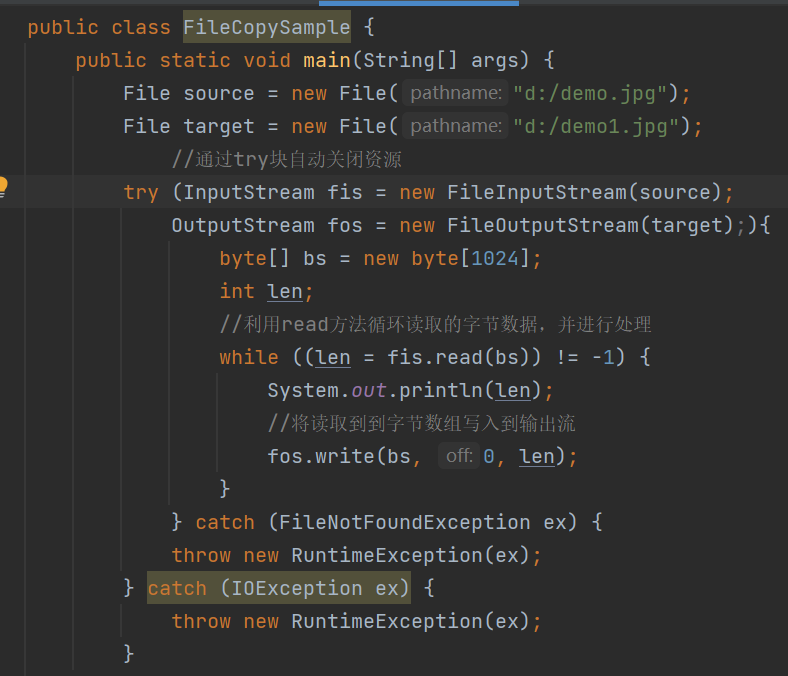 public class FileCopySample {
public static void main(String[] args) {
File source = new File( pathname: "d:/demo.jpg");
File target = new File( pathname: "d:/demo1.jpg");
//通过try块自动关闭资源
try (InputStream fis = new FileInputStream(source);
OutputStream fos = new FileOutputStream(target);){
byte[] bs = new byte[1024];
int len;
//利用read方法循环读取的字节数据，并进行处理
while ((len = fis.read(bs)) != -1) {
System.out.println(len);
//将读取到到字节数组写入到输出流
fos.write(bs, off: 0, len);
}
} catch (FileNotFoundException ex) {
throw new RuntimeException(ex);
} catch (IOException ex) {
throw new RuntimeException(ex);
}